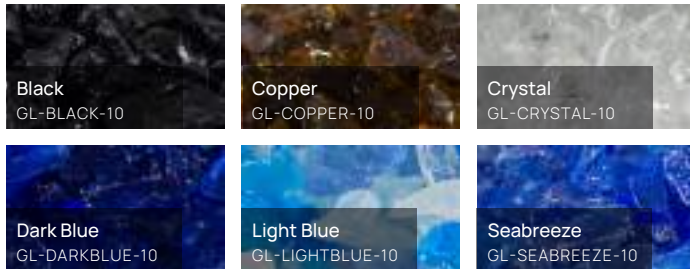 Black
GL-BLACK-10
Copper
GL-COPPER-10
Crystal
GL-CRYSTAL-10
Dark Blue
GL-DARKBLUE-10
Light Blue
GL-LIGHTBLUE-10
Seabreeze
GL-SEABREEZE-10